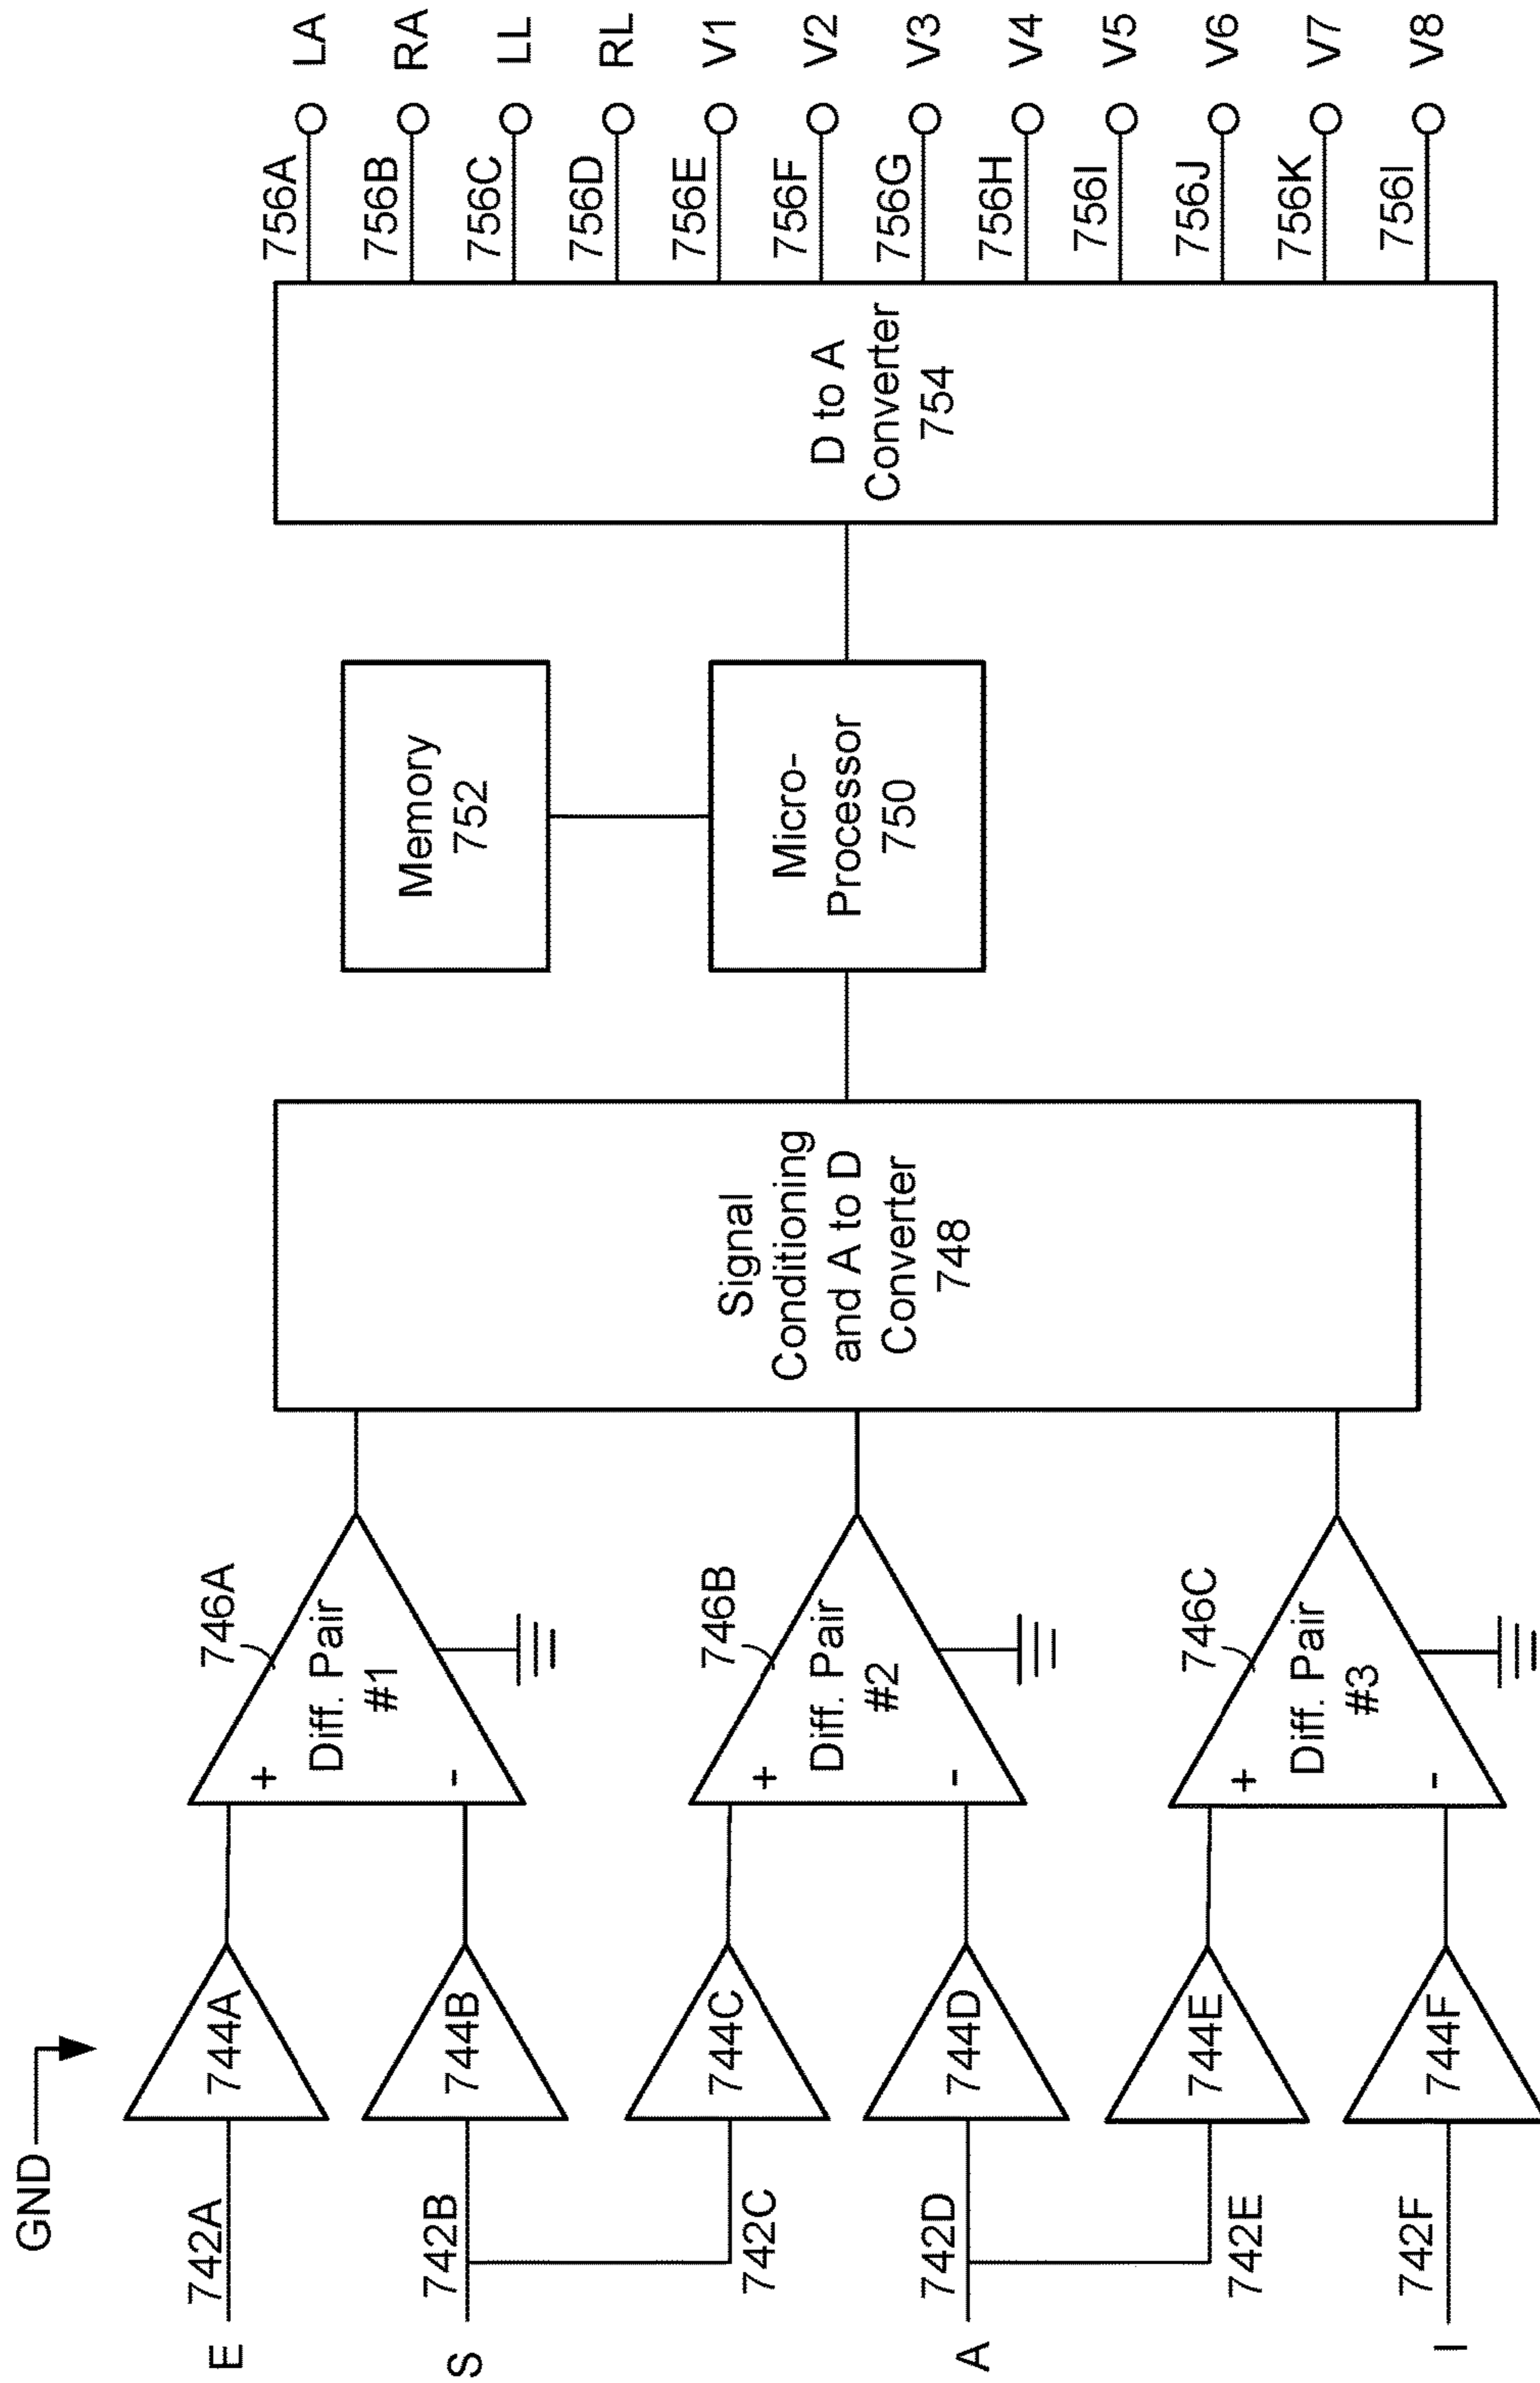 GND
E
742A
744A
S
742B
744B
742C
744C
A
742D
744D
742E
744E
I
742F
744F
746A
+
Diff. Pair
#1
-
746B
+
Diff. Pair
#2
-
746C
+
Diff. Pair
#3
-
Signal
Conditioning
and A to D
Converter
748
Memory
752
Micro-
Processor
750
D to A
Converter
754
756A LA
756B RA
756C LL
756D RL
756E V1
756F V2
756G V3
756H V4
756I V5
756J V6
756K V7
756I V8